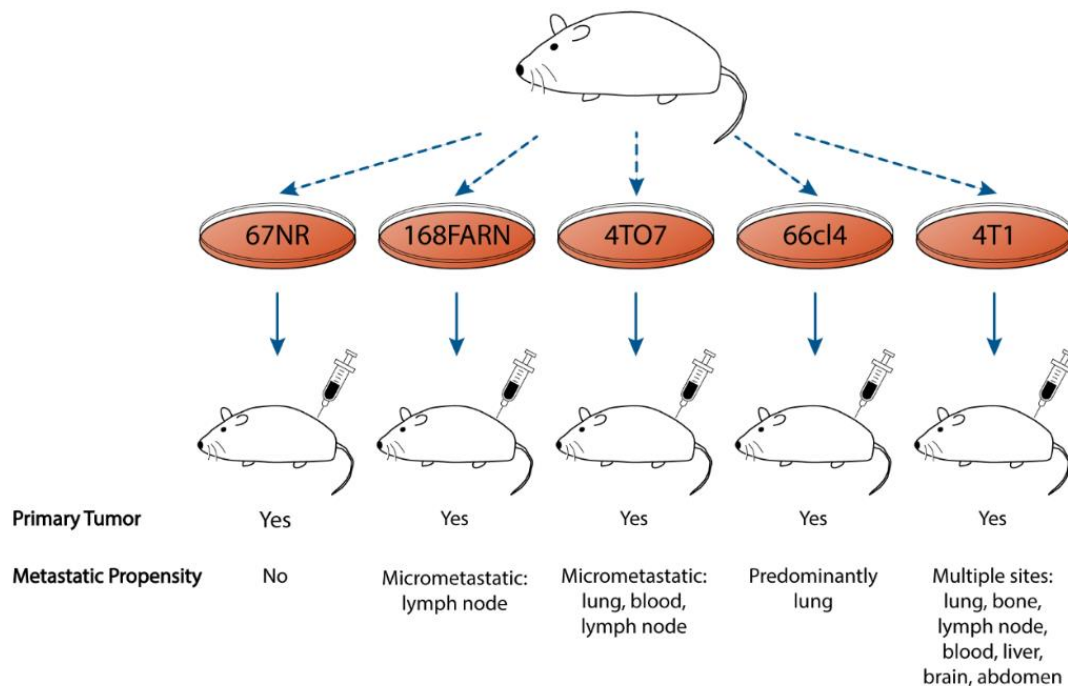 67NR 168FARN 4TO7 66cl4 4T1
Primary Tumor Yes Yes Yes Yes Yes
Metastatic Propensity No Micrometastatic: Micrometastatic: Predominantly Multiple sites:
lymph node lung, blood, lung lung, bone,
lymph node lymph node,
blood, liver,
brain, abdomen